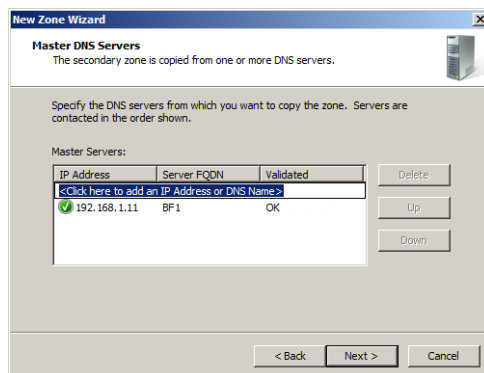 New Zone Wizard
Master DNS Servers
The secondary zone is copied from one or more DNS servers.
Specify the DNS servers from which you want to copy the zone. Servers are
contacted in the order shown.
Master Servers:
IP Address Server FQDN Validated
<Click here to add an IP Address or DNS Name>
192.168.1.11 BF1 OK
Delete
Up
Down
< Back Next > Cancel